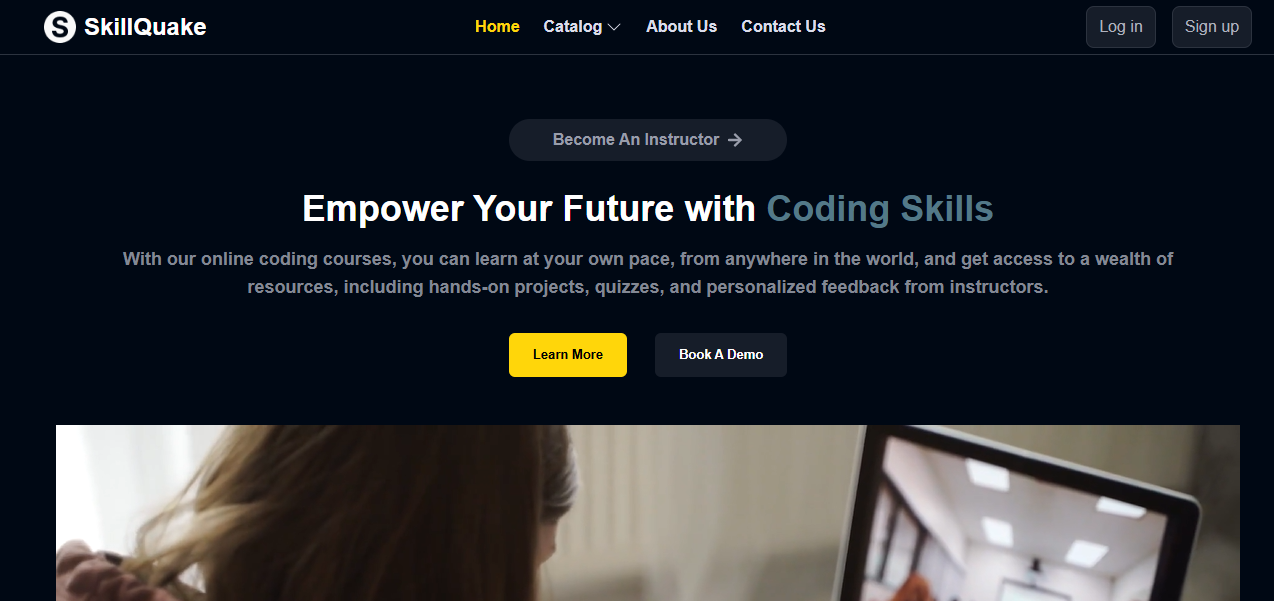 S SkillQuake
Home Catalog About Us Contact Us
Log in Sign up
Become An Instructor
Empower Your Future with Coding Skills
With our online coding courses, you can learn at your own pace, from anywhere in the world, and get access to a wealth of
resources, including hands-on projects, quizzes, and personalized feedback from instructors.
Learn More Book A Demo